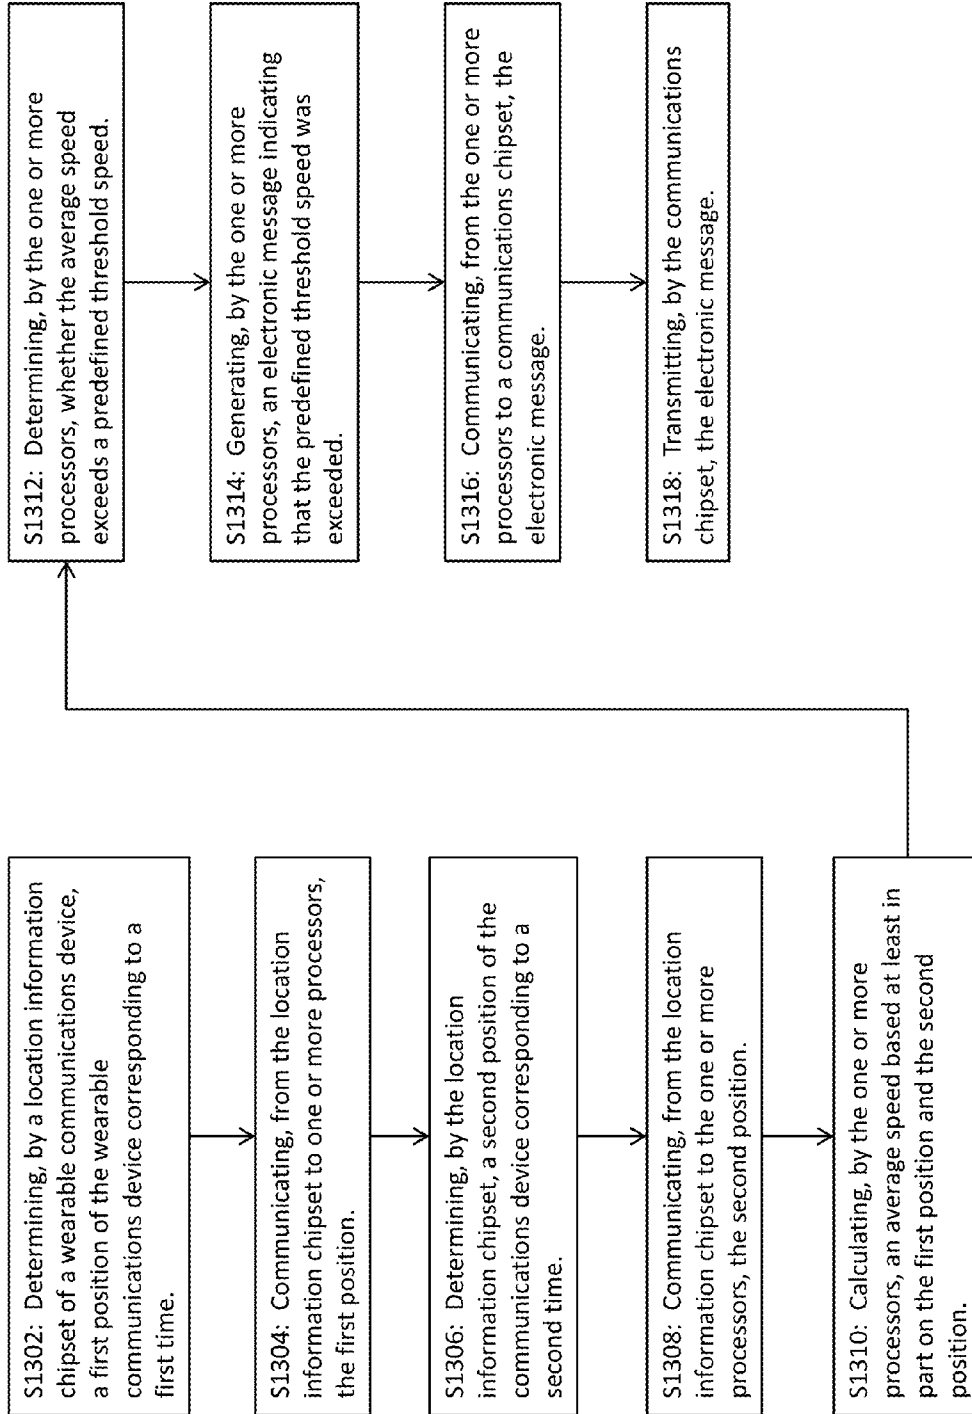 S1302:  Determining, by a location information
chipset of a wearable communications device,
a first position of the wearable
communications device corresponding to a
first time.
S1304:  Communicating, from the location
information chipset to one or more processors,
the first position.
S1306:  Determining, by the location
information chipset, a second position of the
communications device corresponding to a
second time.
S1308:  Communicating, from the location
information chipset to the one or more
processors, the second position.
S1310:  Calculating, by the one or more
processors, an average speed based at least in
part on the first position and the second
position.
S1312:  Determining, by the one or more
processors, whether the average speed
exceeds a predefined threshold speed.
S1314:  Generating, by the one or more
processors, an electronic message indicating
that the predefined threshold speed was
exceeded.
S1316:  Communicating, from the one or more
processors to a communications chipset, the
electronic message.
S1318:  Transmitting, by the communications
chipset, the electronic message.